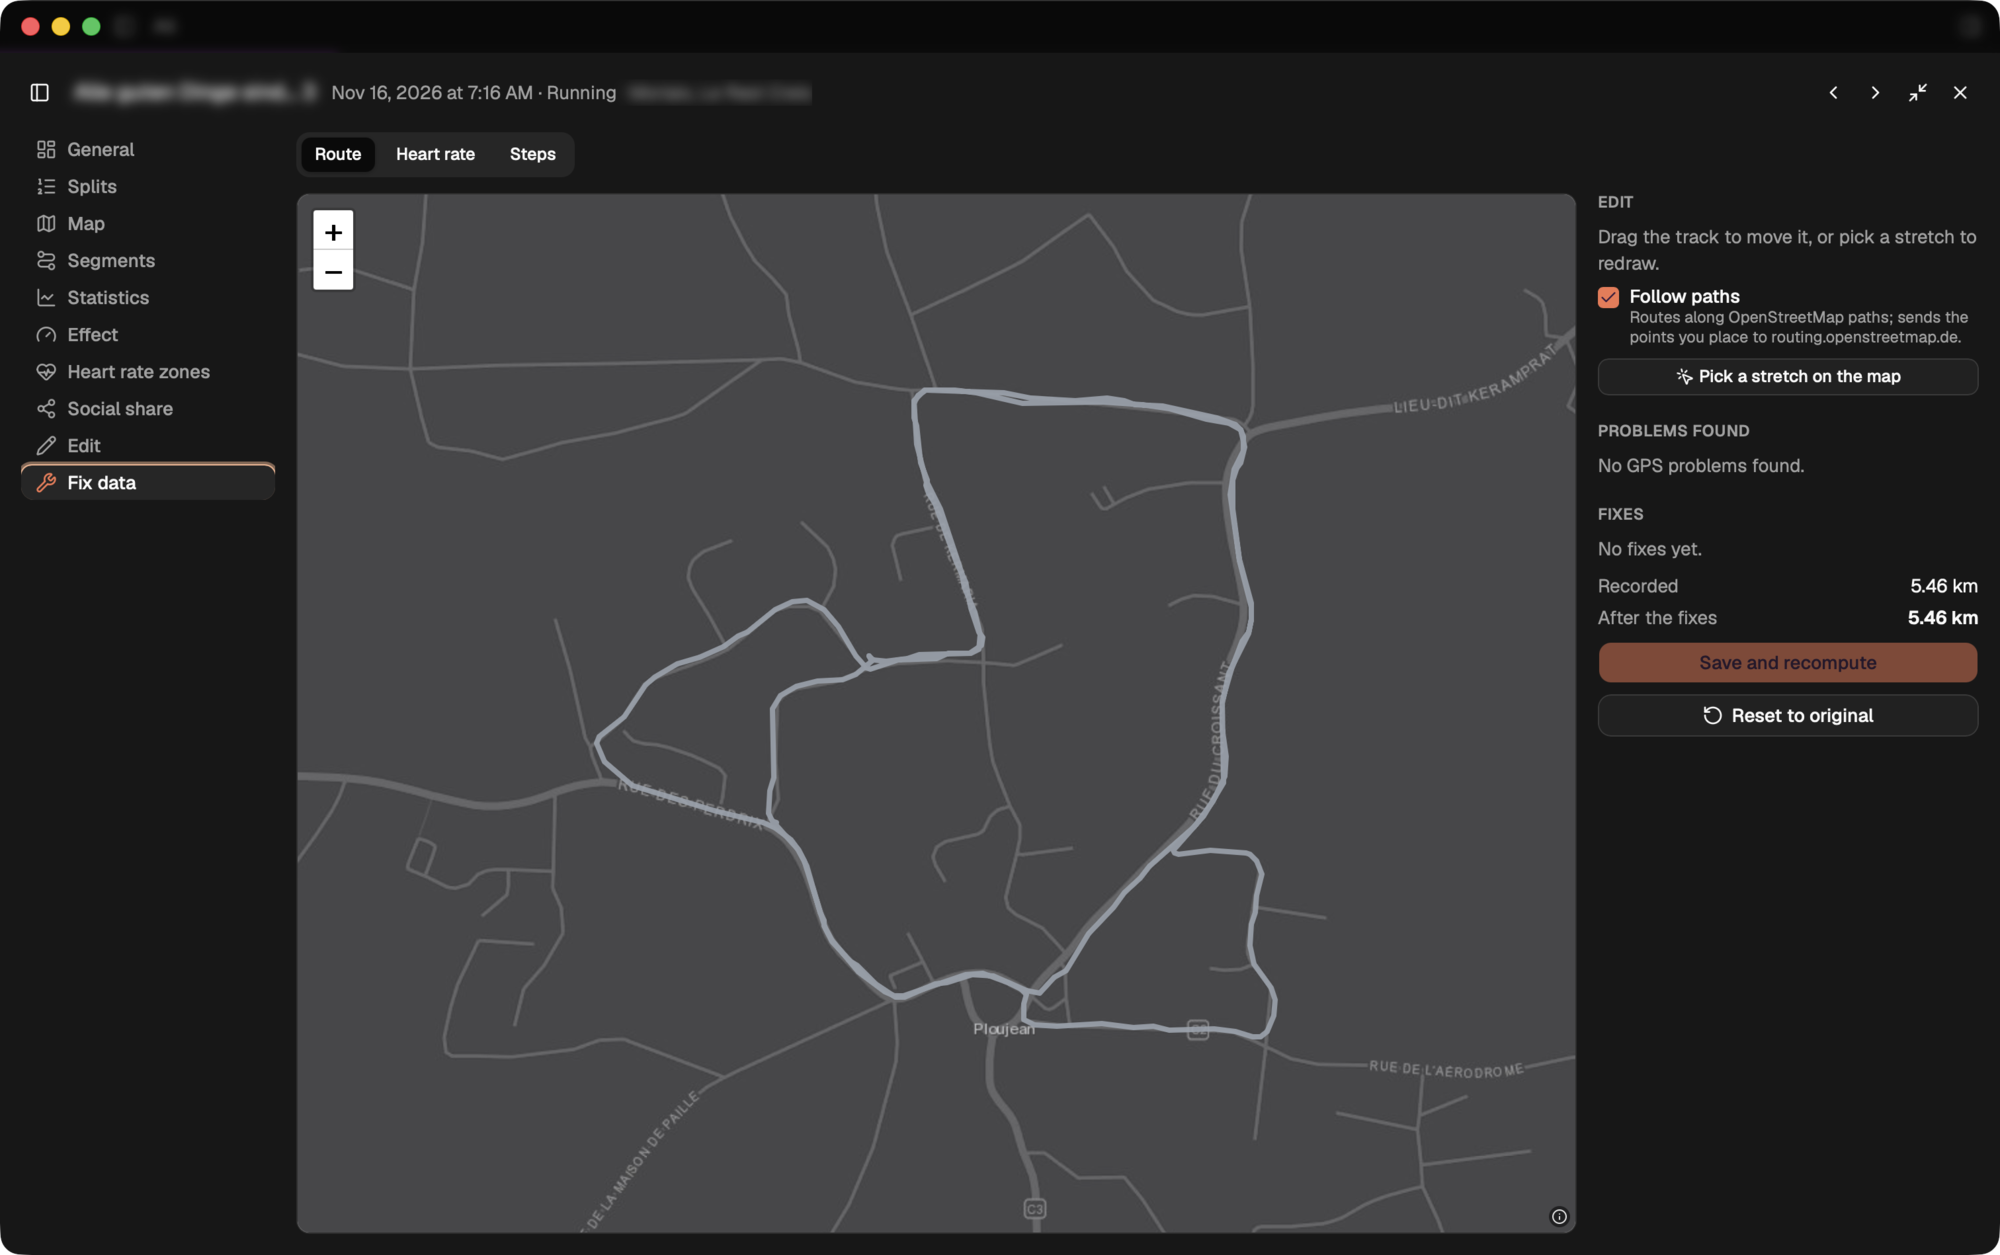 Nov 16, 2026 at 7:16 AM · Running
General
Splits
Map
Segments
Statistics
Effect
Heart rate zones
Social share
Edit
Fix data
Route
Heart rate
Steps
+
−
LIEU-DIT KERAMPRAT
RUE DES PERDRIX
RUE DU CROISSANT
Ploujean
C2
RUE DE L'AÉRODROME
DE LA MAISON DE PAILLE
C3
EDIT
Drag the track to move it, or pick a stretch to
redraw.
Follow paths
Routes along OpenStreetMap paths; sends the
points you place to routing.openstreetmap.de.
Pick a stretch on the map
PROBLEMS FOUND
No GPS problems found.
FIXES
No fixes yet.
Recorded 5.46 km
After the fixes 5.46 km
Save and recompute
Reset to original